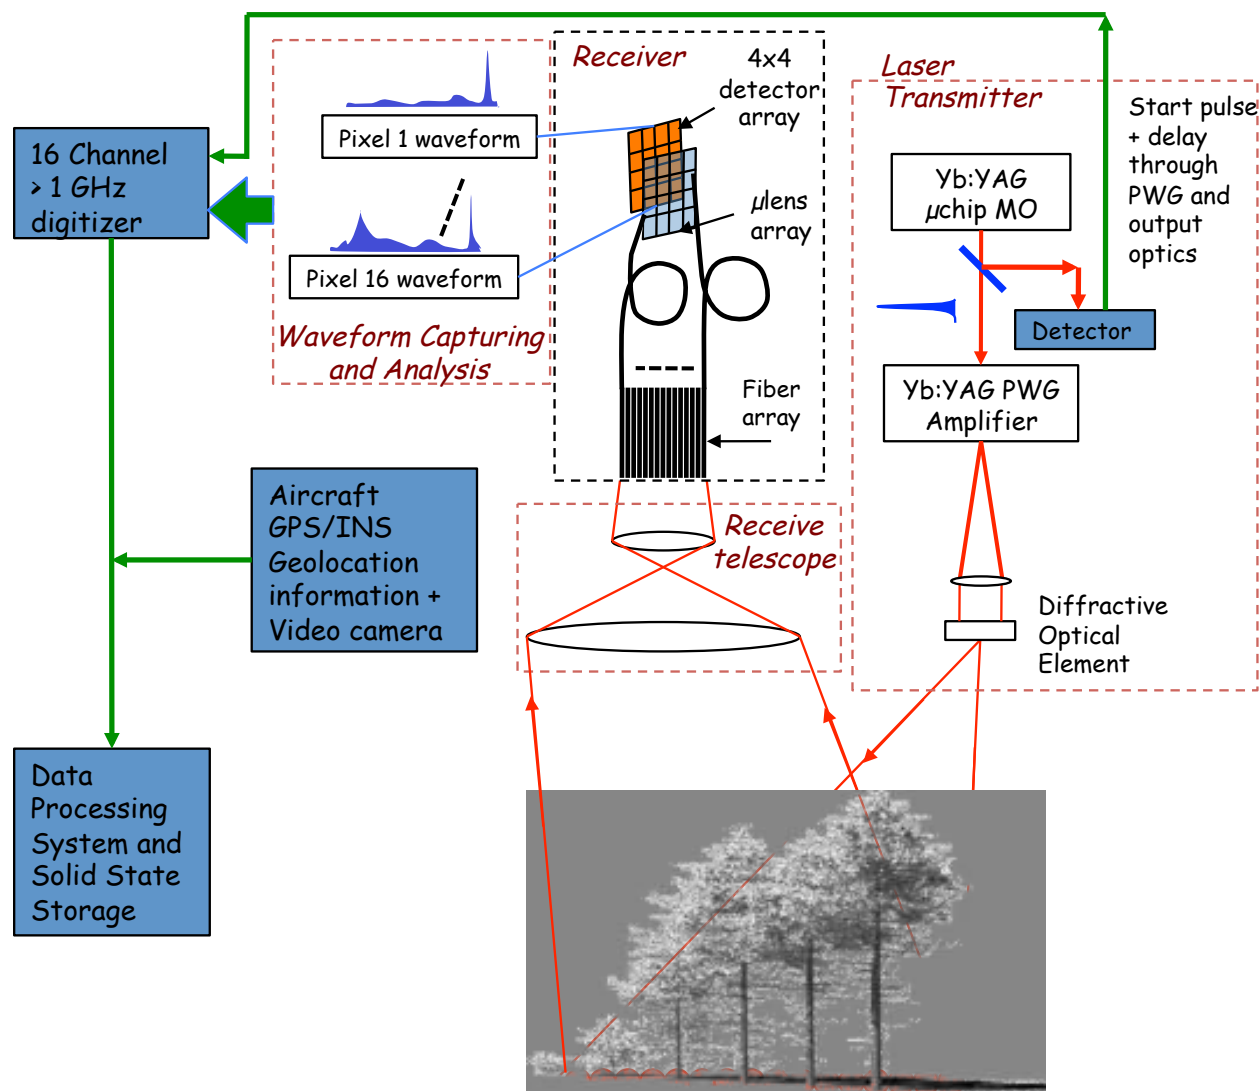 Receiver
4x4
detector
array
Laser
Transmitter
Start pulse
+ delay
through
PWG and
output
optics
Pixel 1 waveform
16 Channel
> 1 GHz
digitizer
Yb:YAG
µchip MO
µlens
array
Pixel 16 waveform
Detector
Waveform Capturing
and Analysis
Fiber
array
Yb:YAG PWG
Amplifier
Aircraft
GPS/INS
Geolocation
information +
Video camera
Receive
telescope
Diffractive
Optical
Element
Data
Processing
System and
Solid State
Storage